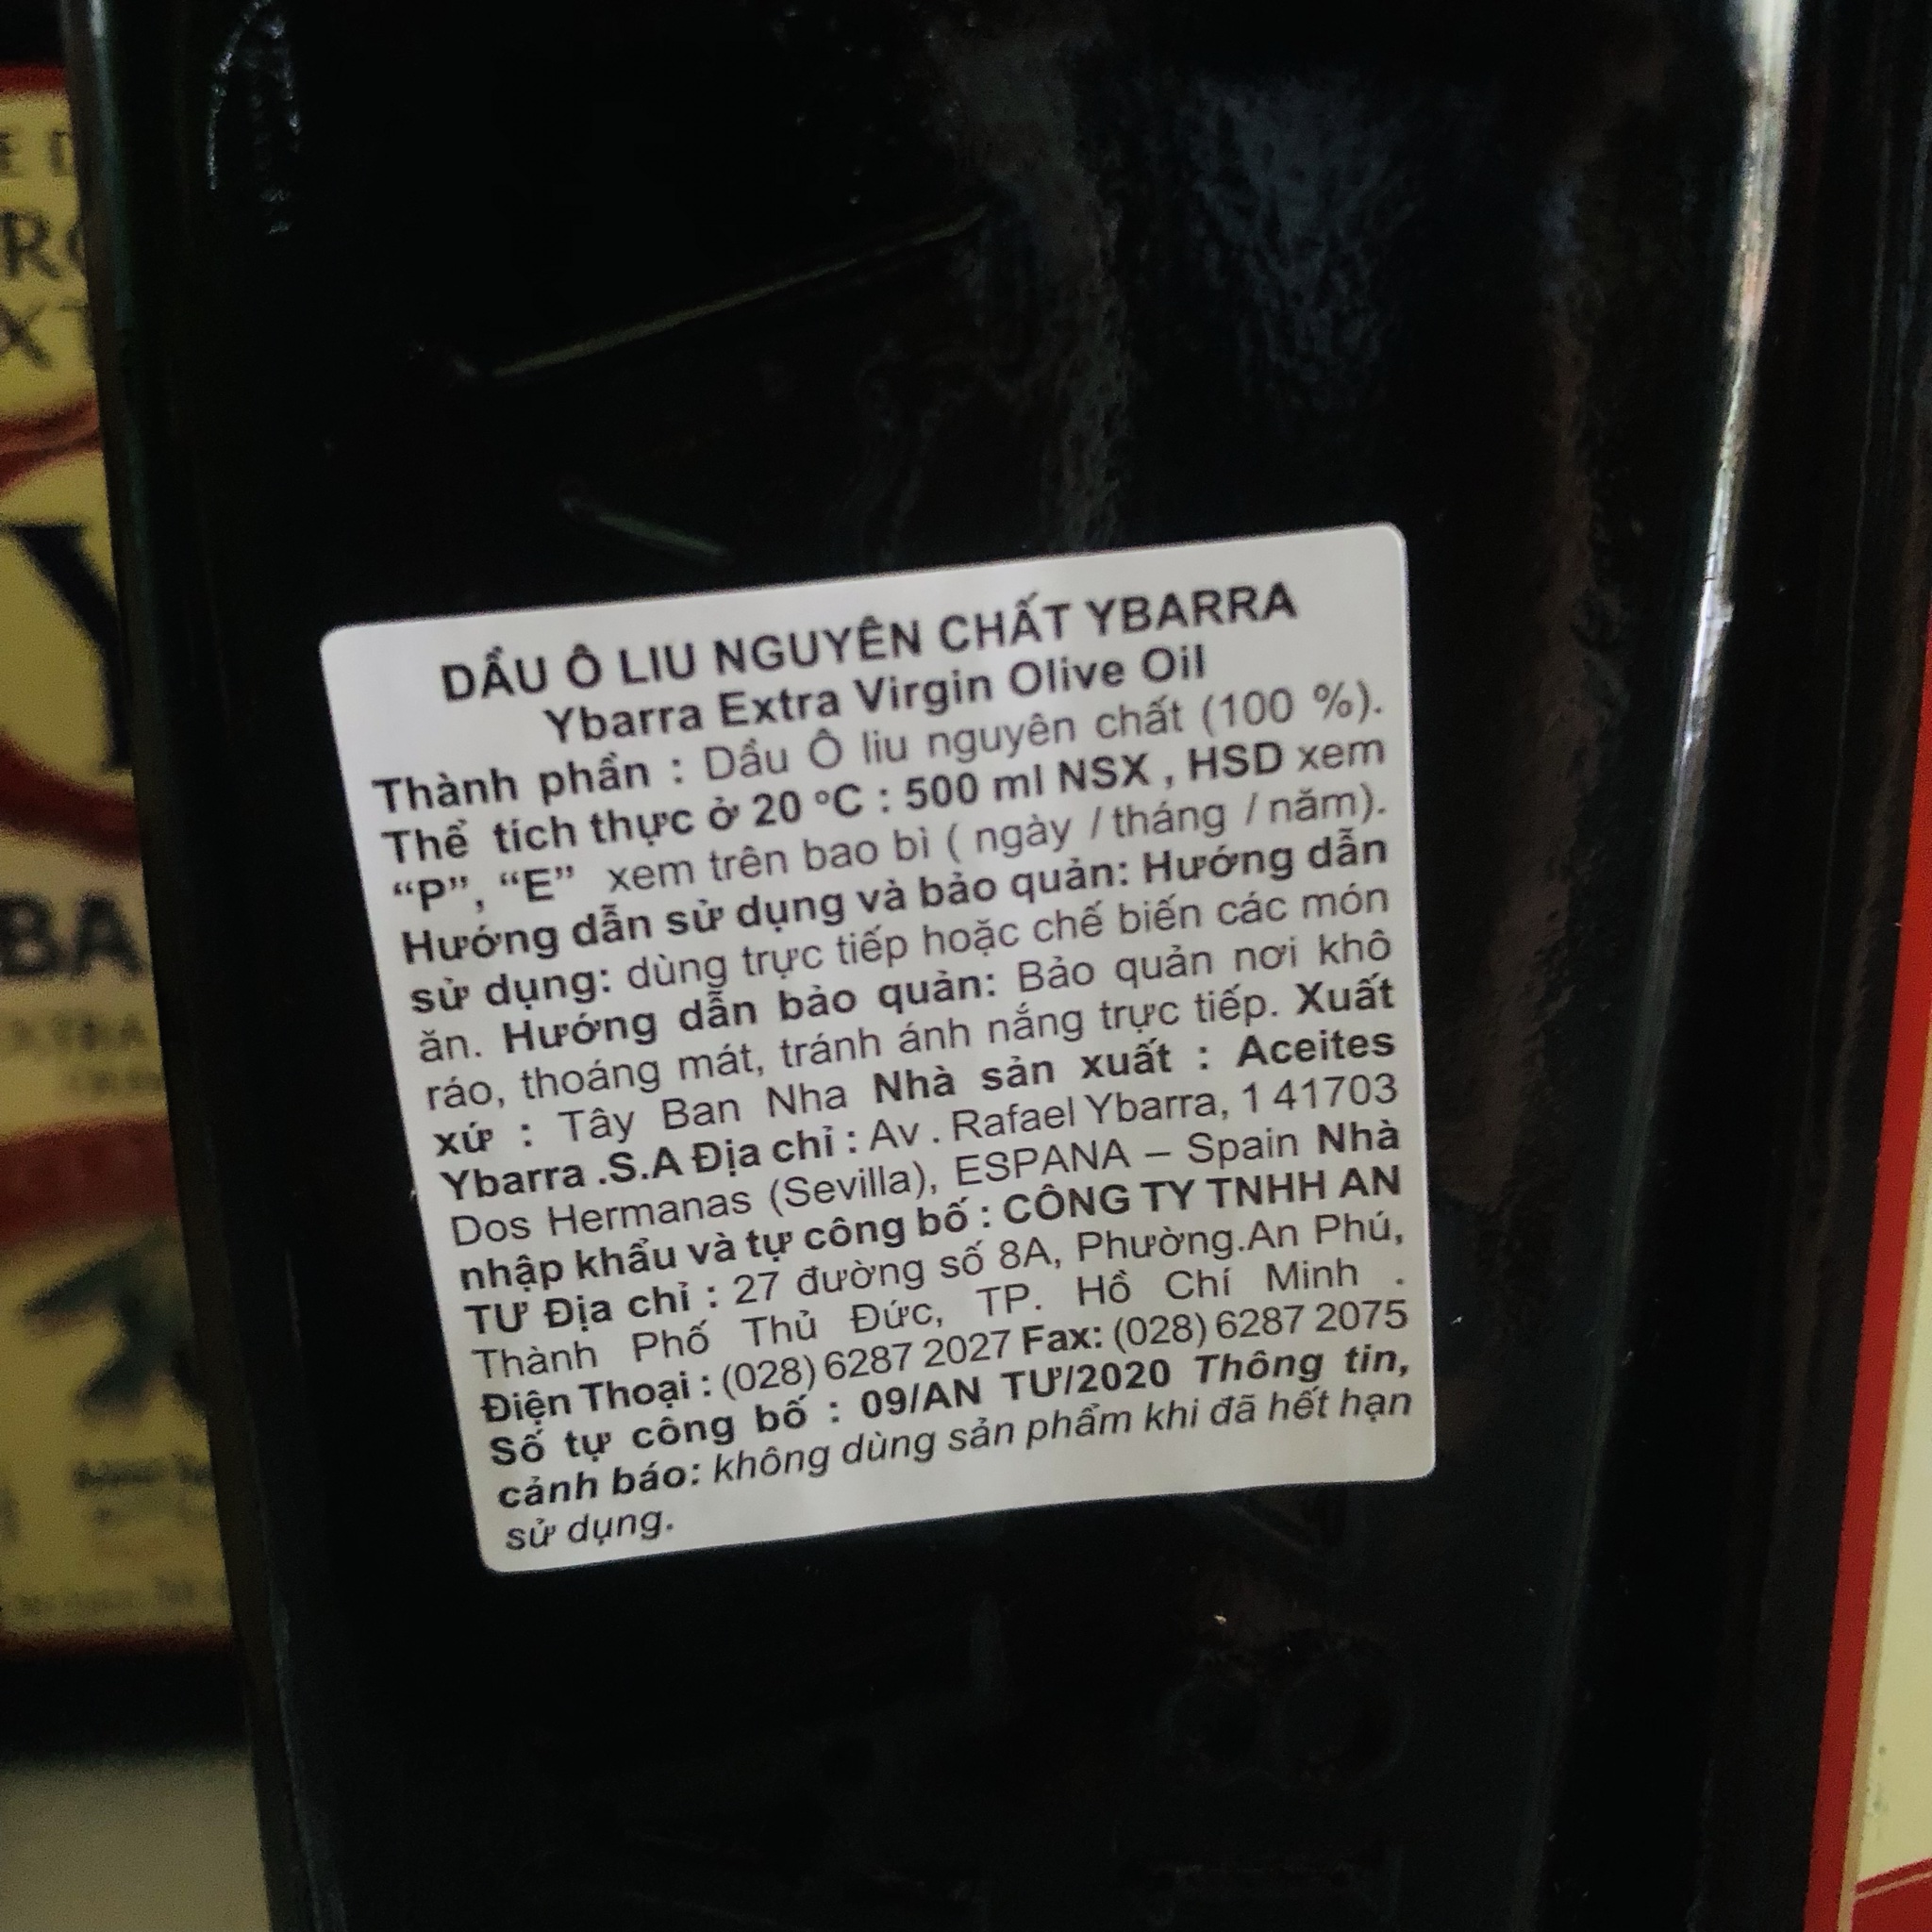 DẦU Ô LIU NGUYÊN CHẤT YBARRA
Ybarra Extra Virgin Olive Oil
Thành phần : Dầu Ô liu nguyên chất (100 %).
Thể tích thực ở 20 °C : 500 ml NSX , HSD xem
“P”, “E” xem trên bao bì ( ngày / tháng / năm).
Hướng dẫn sử dụng và bảo quản: Hướng dẫn
sử dụng: dùng trực tiếp hoặc chế biến các món
ăn. Hướng dẫn bảo quản: Bảo quản nơi khô
ráo, thoáng mát, tránh ánh nắng trực tiếp. Xuất
xứ : Tây Ban Nha Nhà sản xuất : Aceites
Ybarra .S.A Địa chỉ : Av . Rafael Ybarra, 1 41703
Dos Hermanas (Sevilla), ESPANA – Spain Nhà
nhập khẩu và tự công bố : CÔNG TY TNHH AN
TƯ Địa chỉ : 27 đường số 8A, Phường.An Phú,
Thành Phố Thủ Đức, TP. Hồ Chí Minh .
Điện Thoại : (028) 6287 2027 Fax: (028) 6287 2075
Số tự công bố : 09/AN TƯ/2020 Thông tin,
cảnh báo: không dùng sản phẩm khi đã hết hạn
sử dụng.
BA